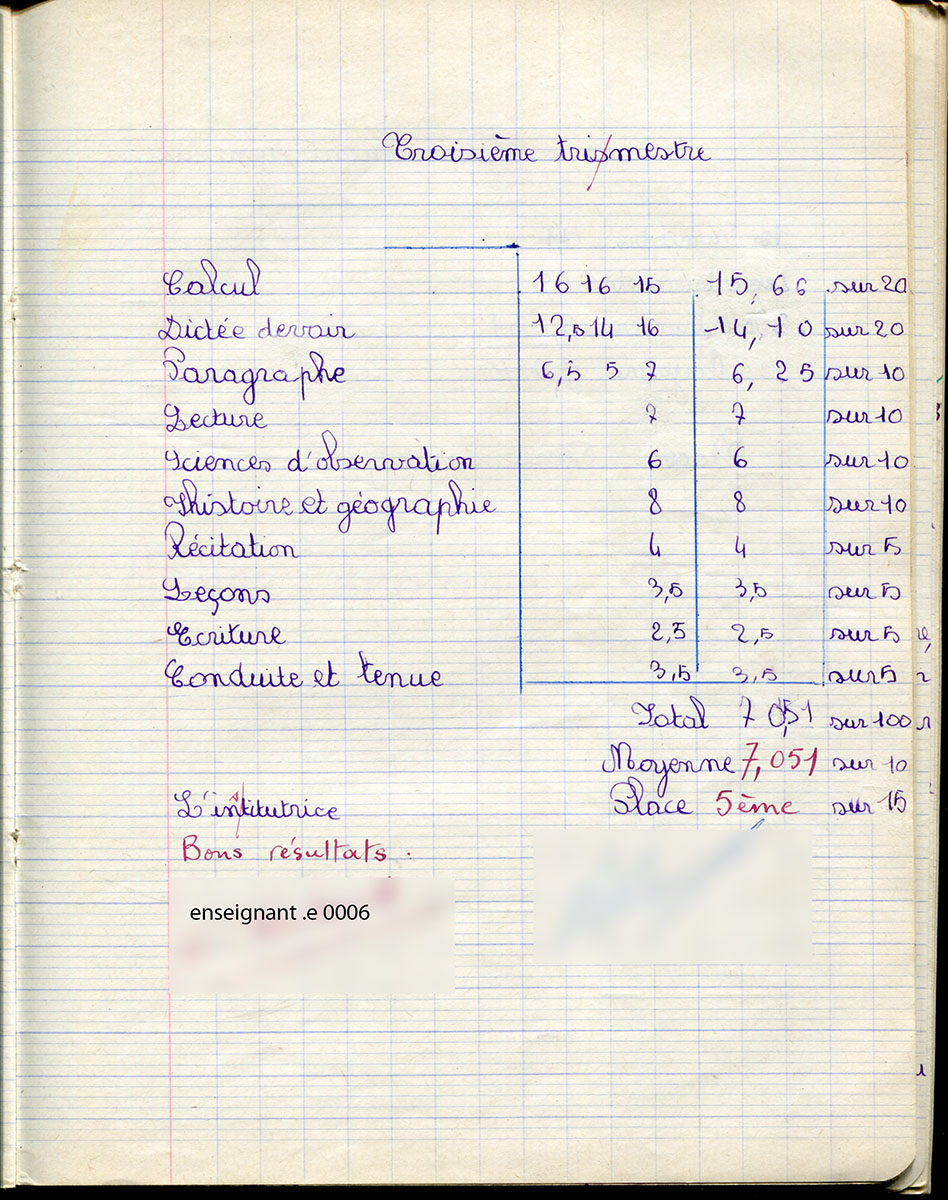 Troisième trismestre
Calcul 16 16 15 15,66 sur 20
Dictée devoir 12,5 14 16 14,10 sur 20
Paragraphe 6,5 5 7 6,25 sur 10
Lecture 7 7 sur 10
Sciences d'observation 6 6 sur 10
Histoire et géographie 8 8 sur 10
Récitation 4 4 sur 5
Leçons 3,5 3,5 sur 5
Ecriture 2,5 2,5 sur 5
Conduite et tenue 3,5 3,5 sur 5
Total 70,51 sur 100
Moyenne 7,051 sur 10
Place 5ème sur 15
L'institutrice
Bons résultats.
enseignant .e 0006